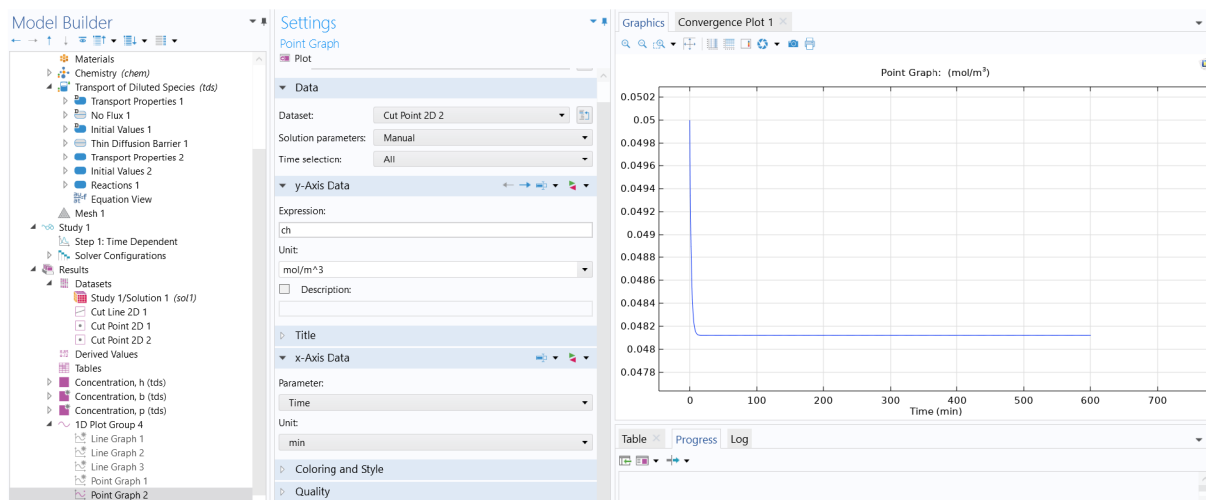 Model Builder
Materials
Chemistry (chem)
Transport of Diluted Species (tds)
Transport Properties 1
No Flux 1
Initial Values 1
Thin Diffusion Barrier 1
Transport Properties 2
Initial Values 2
Reactions 1
Equation View
Mesh 1
Study 1
Step 1: Time Dependent
Solver Configurations
Results
Datasets
Study 1/Solution 1 (sol1)
Cut Line 2D 1
Cut Point 2D 1
Cut Point 2D 2
Derived Values
Tables
Concentration, h (tds)
Concentration, b (tds)
Concentration, p (tds)
1D Plot Group 4
Line Graph 1
Line Graph 2
Line Graph 3
Point Graph 1
Point Graph 2
Settings
Point Graph
Plot
Data
Dataset: Cut Point 2D 2
Solution parameters: Manual
Time selection: All
y-Axis Data
Expression:
ch
Unit:
mol/m^3
Description:
Title
x-Axis Data
Parameter:
Time
Unit:
min
Coloring and Style
Quality
Graphics Convergence Plot 1
Point Graph: (mol/m³)
0.0502
0.05
0.0498
0.0496
0.0494
0.0492
0.049
0.0488
0.0486
0.0484
0.0482
0.048
0.0478
0 100 200 300 400 500 600 700
Time (min)
Table Progress Log